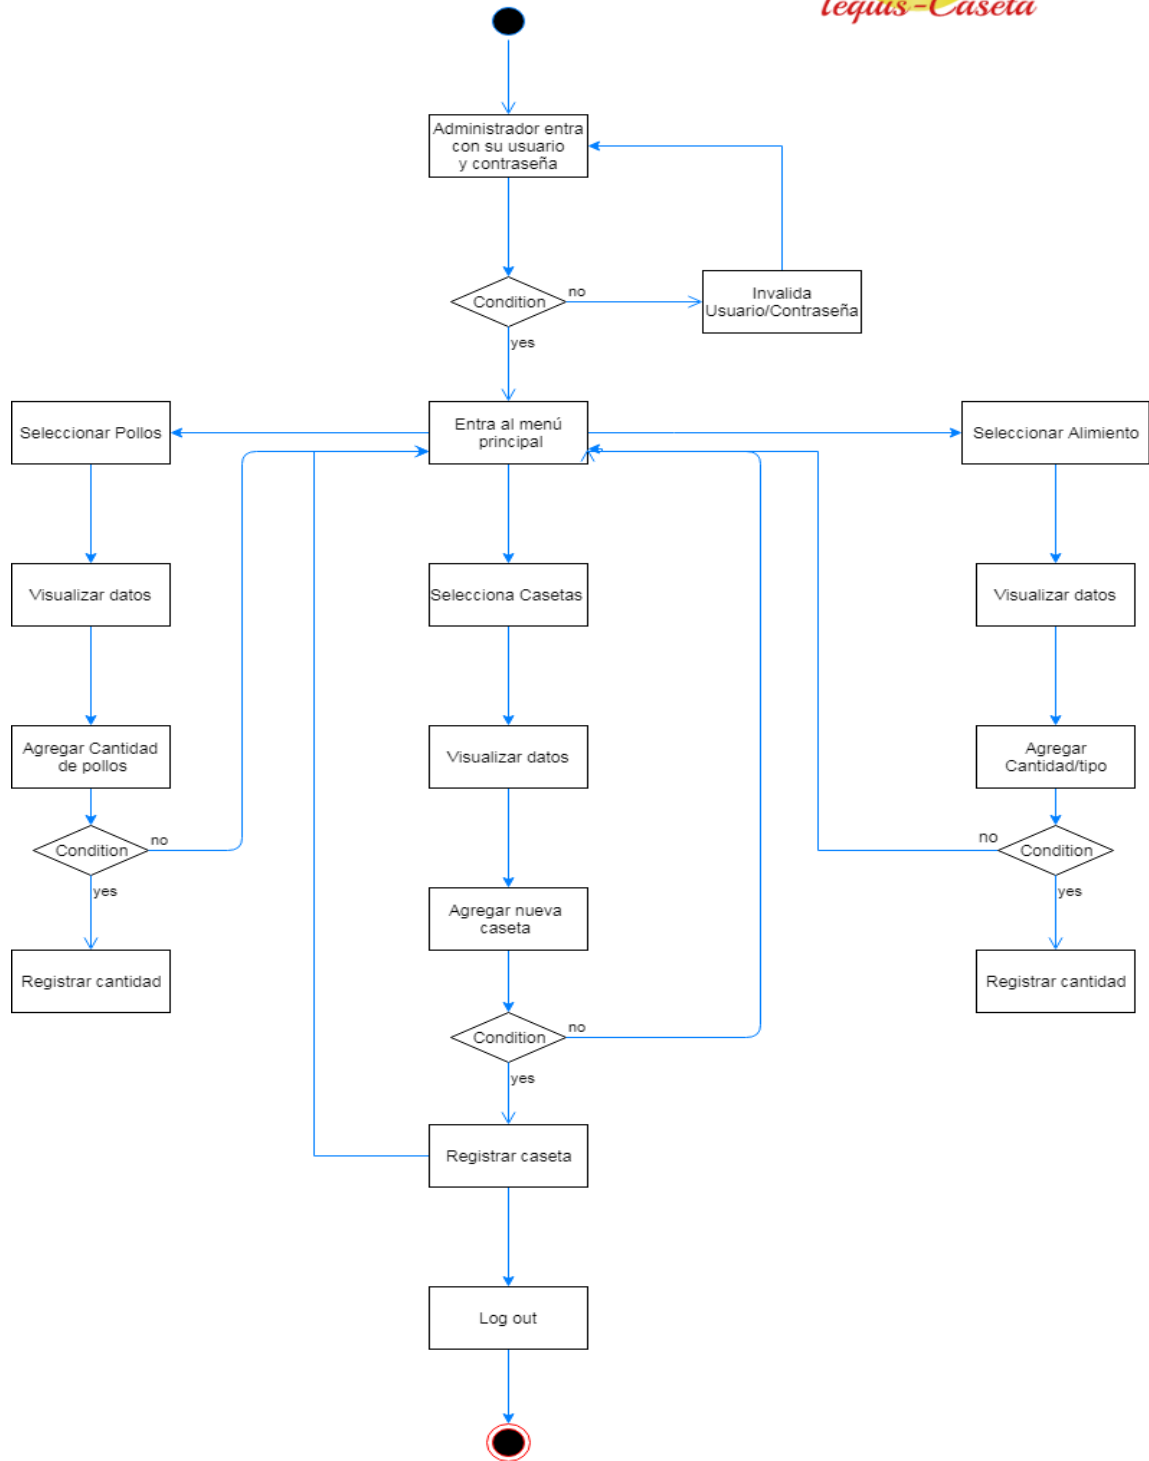 Tequis-Caseta
Administrador entra
con su usuario
y contraseña
Condition
no
Invalida
Usuario/Contraseña
yes
Seleccionar Pollos
Entra al menú
principal
Seleccionar Alimiento
Visualizar datos
Selecciona Casetas
Visualizar datos
Agregar Cantidad
de pollos
Visualizar datos
Agregar
Cantidad/tipo
Condition
no
no
Condition
yes
yes
Agregar nueva
caseta
Registrar cantidad
Registrar cantidad
Condition
no
yes
Registrar caseta
Log out